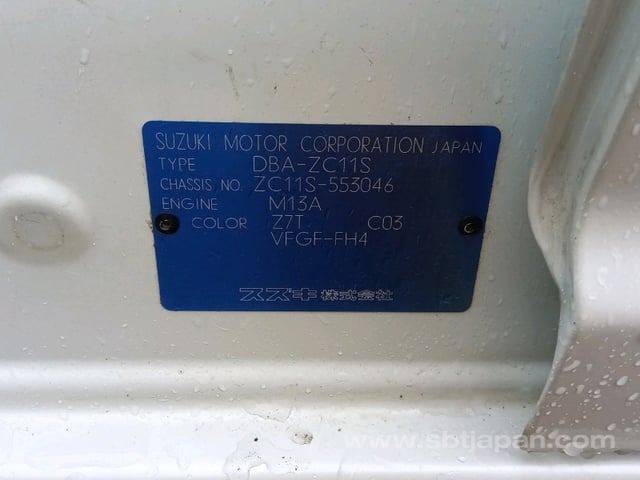 SUZUKI MOTOR CORPORATION JAPAN
TYPE DBA-ZC11S
CHASSIS NO. ZC11S-553046
ENGINE M13A
COLOR Z7T C03
VFGF-FH4
スズキ株式会社
www.sbtjapan.com